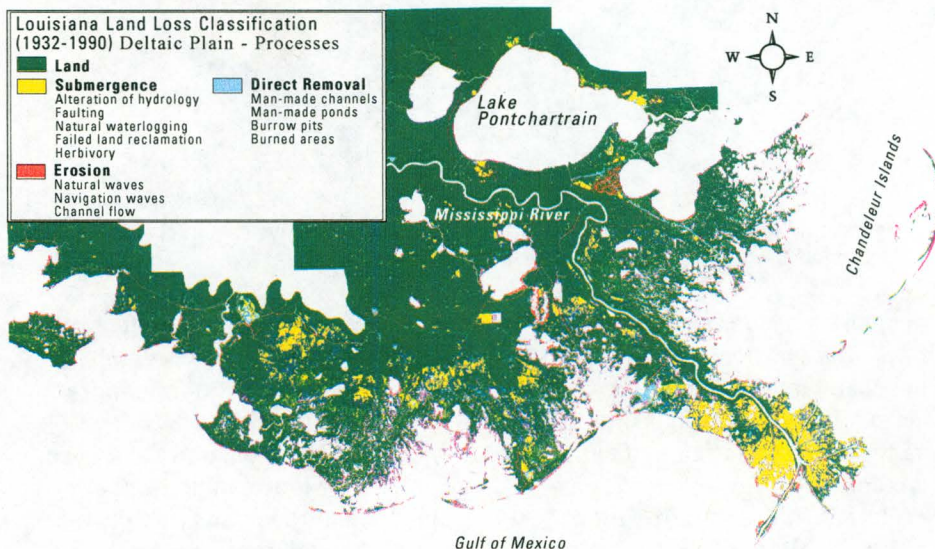 Louisiana Land Loss Classification
(1932-1990) Deltaic Plain - Processes
Land
Submergence
Alteration of hydrology
Faulting
Natural waterlogging
Failed land reclamation
Herbivory
Erosion
Natural waves
Navigation waves
Channel flow
Direct Removal
Man-made channels
Man-made ponds
Burrow pits
Burned areas
N
W E
S
Lake
Pontchartrain
Mississippi River
Chandeleur Islands
Gulf of Mexico